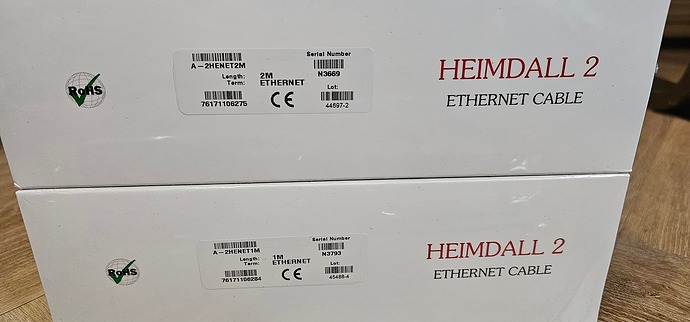 RoHS
A-2HENET2M
Length: 2M
Term: ETHERNET
76171106275
CE
Serial Number
N3669
Lot:
44897-2
HEIMDALL 2
ETHERNET CABLE
RoHS
A-2HENET1M
Length: 1M
Term: ETHERNET
76171106284
CE
Serial Number
N3793
Lot:
45486-4
HEIMDALL 2
ETHERNET CABLE